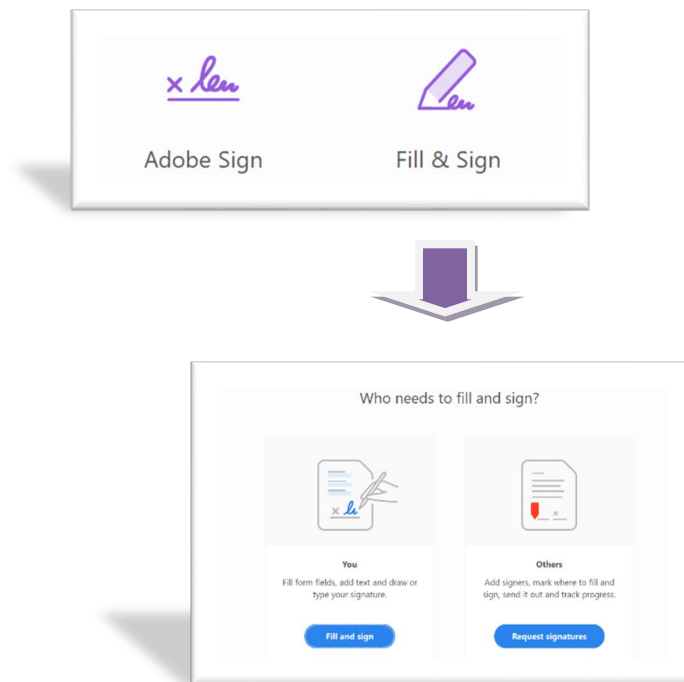 Adobe Sign
Fill & Sign
Who needs to fill and sign?
You
Fill form fields, add text and draw or
type your signature.
Fill and sign
Others
Add signers, mark where to fill and
sign, send it out and track progress.
Request signatures